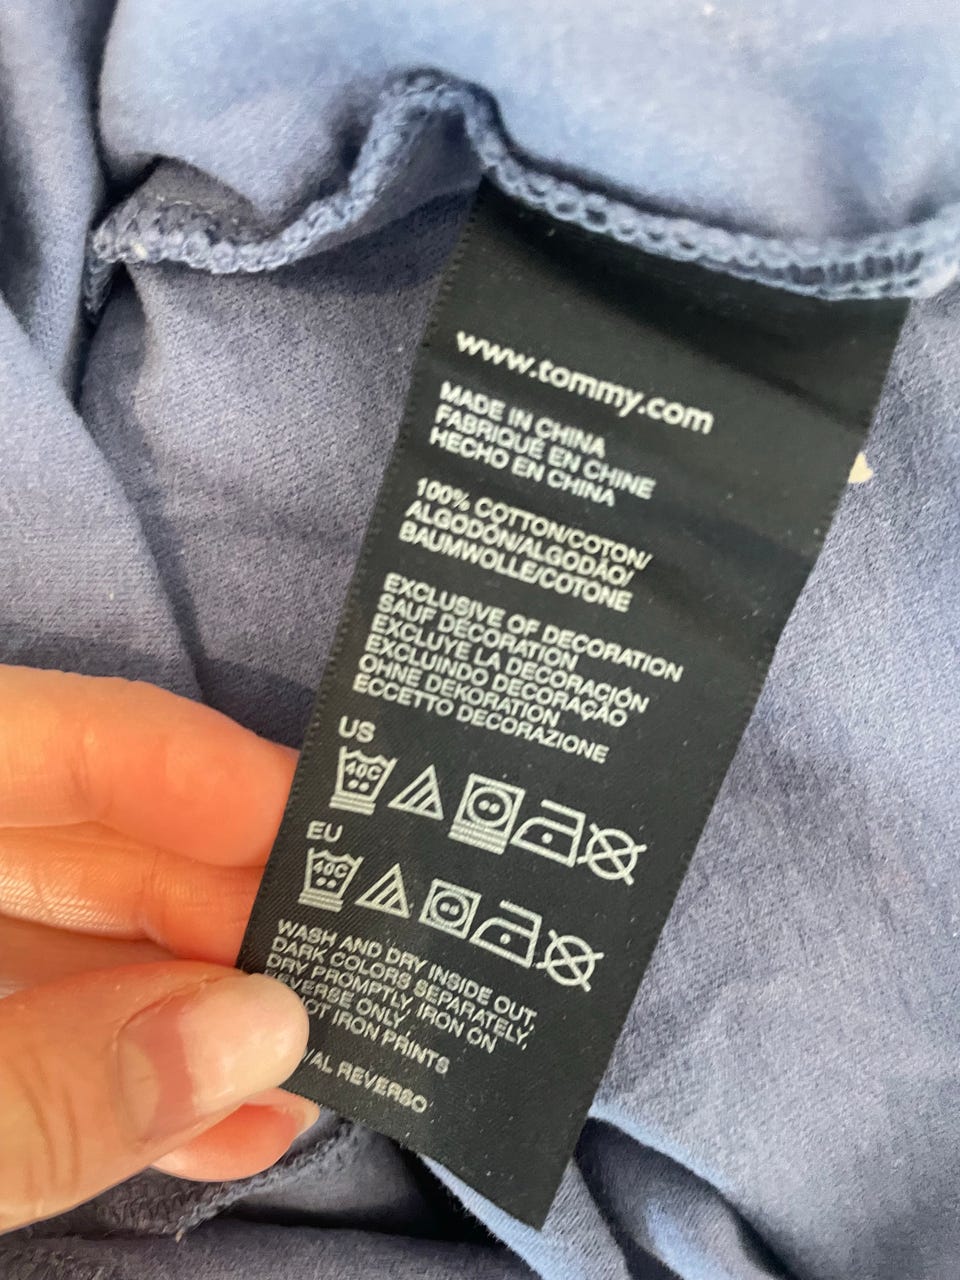 www.tommy.com
MADE IN CHINA
FABRIQUÉ EN CHINE
HECHO EN CHINA
100% COTTON/COTON/
ALGODÓN/ALGODÃO/
BAUMWOLLE/COTONE
EXCLUSIVE OF DECORATION
SAUF DÉCORATION
EXCLUYE LA DECORACIÓN
EXCLUINDO DECORAÇÃO
OHNE DEKORATION
ECCETTO DECORAZIONE
US
40C
EU
40C
WASH AND DRY INSIDE OUT,
DARK COLORS SEPARATELY,
DRY PROMPTLY, IRON ON
REVERSE ONLY,
NOT IRON PRINTS
/AL REVERSO